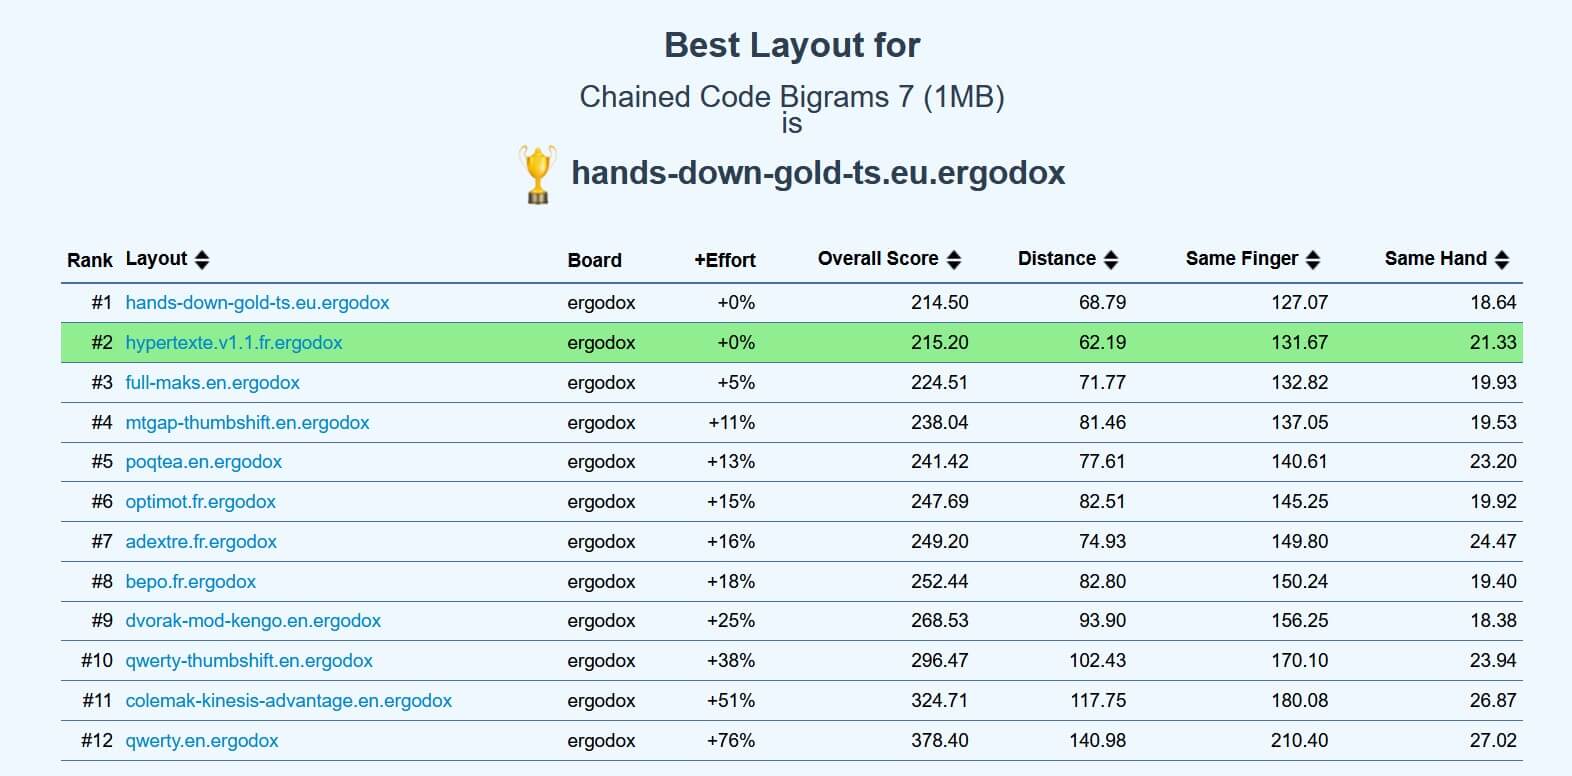 Best Layout for
Chained Code Bigrams 7 (1MB)
is
hands-down-gold-ts.eu.ergodox
Rank Layout Board +Effort Overall Score Distance Same Finger Same Hand
#1 hands-down-gold-ts.eu.ergodox ergodox +0% 214.50 68.79 127.07 18.64
#2 hypertexte.v1.1.fr.ergodox ergodox +0% 215.20 62.19 131.67 21.33
#3 full-maks.en.ergodox ergodox +5% 224.51 71.77 132.82 19.93
#4 mtgap-thumbshift.en.ergodox ergodox +11% 238.04 81.46 137.05 19.53
#5 poqtea.en.ergodox ergodox +13% 241.42 77.61 140.61 23.20
#6 optimot.fr.ergodox ergodox +15% 247.69 82.51 145.25 19.92
#7 adextre.fr.ergodox ergodox +16% 249.20 74.93 149.80 24.47
#8 bepo.fr.ergodox ergodox +18% 252.44 82.80 150.24 19.40
#9 dvorak-mod-kengo.en.ergodox ergodox +25% 268.53 93.90 156.25 18.38
#10 qwerty-thumbshift.en.ergodox ergodox +38% 296.47 102.43 170.10 23.94
#11 colemak-kinesis-advantage.en.ergodox ergodox +51% 324.71 117.75 180.08 26.87
#12 qwerty.en.ergodox ergodox +76% 378.40 140.98 210.40 27.02